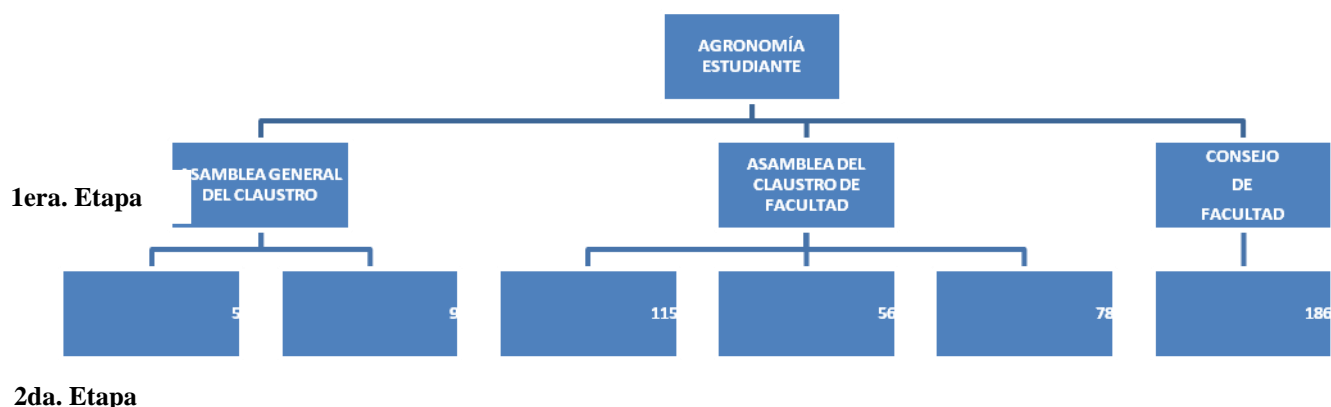 AGRONOMÍA
ESTUDIANTE
SAMBLEA GENERAL
DEL CLAUSTRO
ASAMBLEA DEL
CLAUSTRO DE
FACULTAD
CONSEJO
DE
FACULTAD
1era. Etapa
5
9
115
56
78
186
2da. Etapa